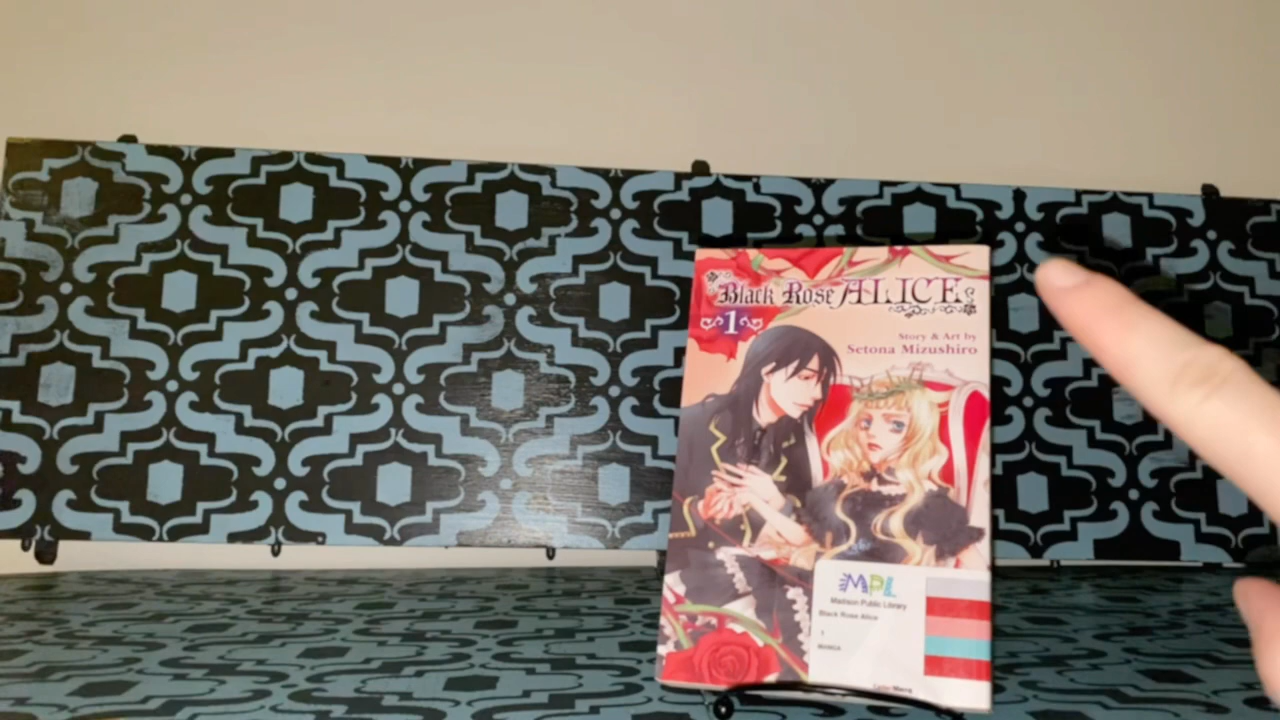 Black Rose ALICE
1
Story & Art by
Setona Mizushiro
MPL
Madison Public Library
Black Rose Alice
1
MANGA